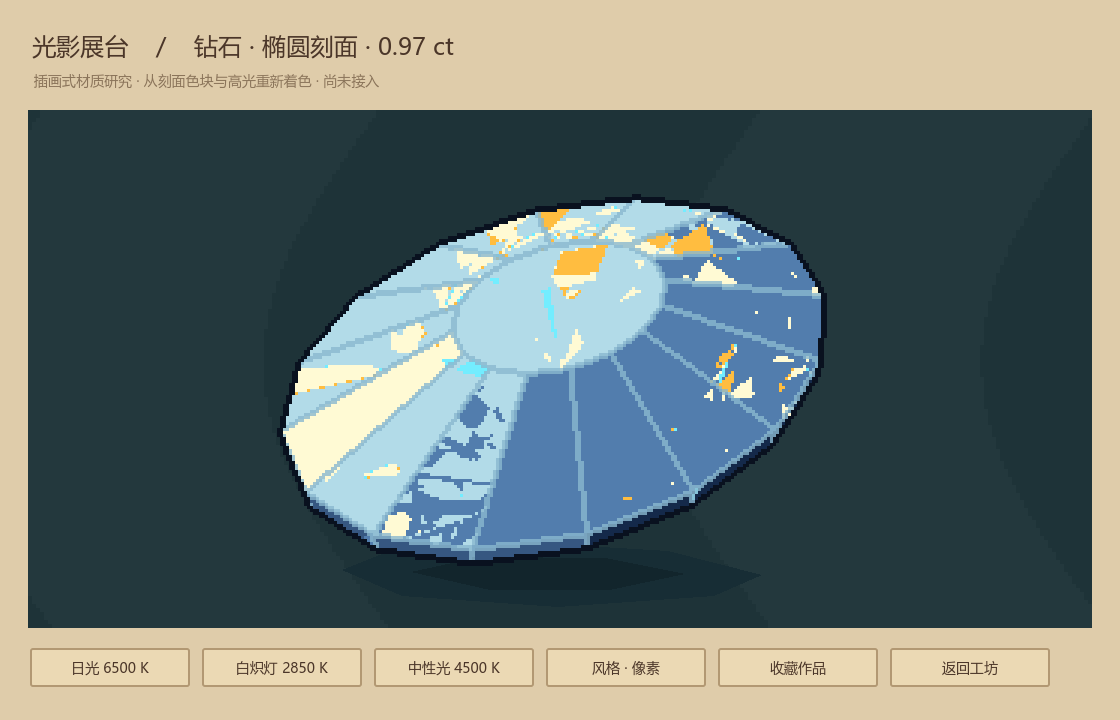 光影展台 / 钻石 · 椭圆刻面 · 0.97 ct
插画式材质研究 · 从刻面色块与高光重新着色 · 尚未接入
日光 6500 K
白炽灯 2850 K
中性光 4500 K
风格 · 像素
收藏作品
返回工坊